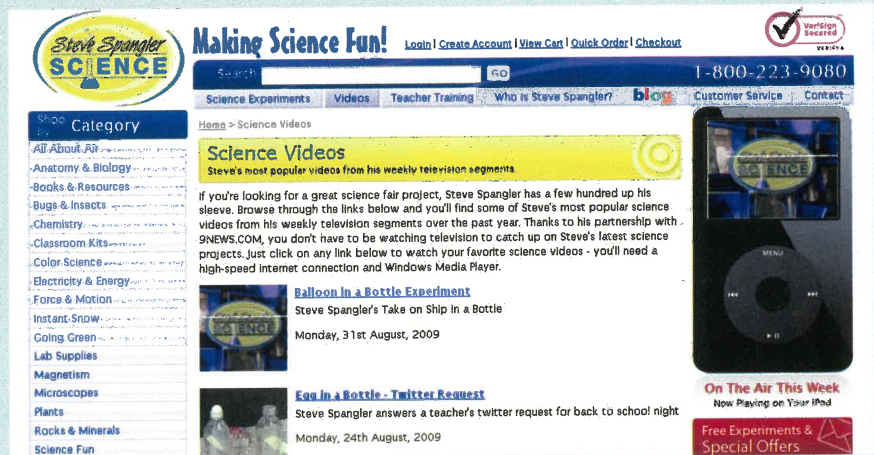 Steve Spangler
SCIENCE
Making Science Fun!
Login | Create Account | View Cart | Quick Order | Checkout
VeriSign
Secured
VERIFY
Search
GO
1-800-223-9080
Science Experiments
Videos
Teacher Training
Who is Steve Spangler?
blog
Customer Service
Contact
Shop by Category
All About Air
Anatomy & Biology
Books & Resources
Bugs & Insects
Chemistry
Classroom Kits
Color Science
Electricity & Energy
Force & Motion
Instant Snow
Going Green
Lab Supplies
Magnetism
Microscopes
Plants
Rocks & Minerals
Science Fun
Home > Science Videos
Science Videos
Steve's most popular videos from his weekly television segments.
If you're looking for a great science fair project, Steve Spangler has a few hundred up his
sleeve. Browse through the links below and you'll find some of Steve's most popular science
videos from his weekly television segments over the past year. Thanks to his partnership with
9NEWS.COM, you don't have to be watching television to catch up on Steve's latest science
projects. Just click on any link below to watch your favorite science videos - you'll need a
high-speed internet connection and Windows Media Player.
Balloon in a Bottle Experiment
Steve Spangler's Take on Ship in a Bottle
Monday, 31st August, 2009
Egg in a Bottle - Twitter Request
Steve Spangler answers a teacher's twitter request for back to school night
Monday, 24th August, 2009
SCIENCE
MENU
On The Air This Week
Now Playing on Your iPod
Free Experiments &
Special Offers